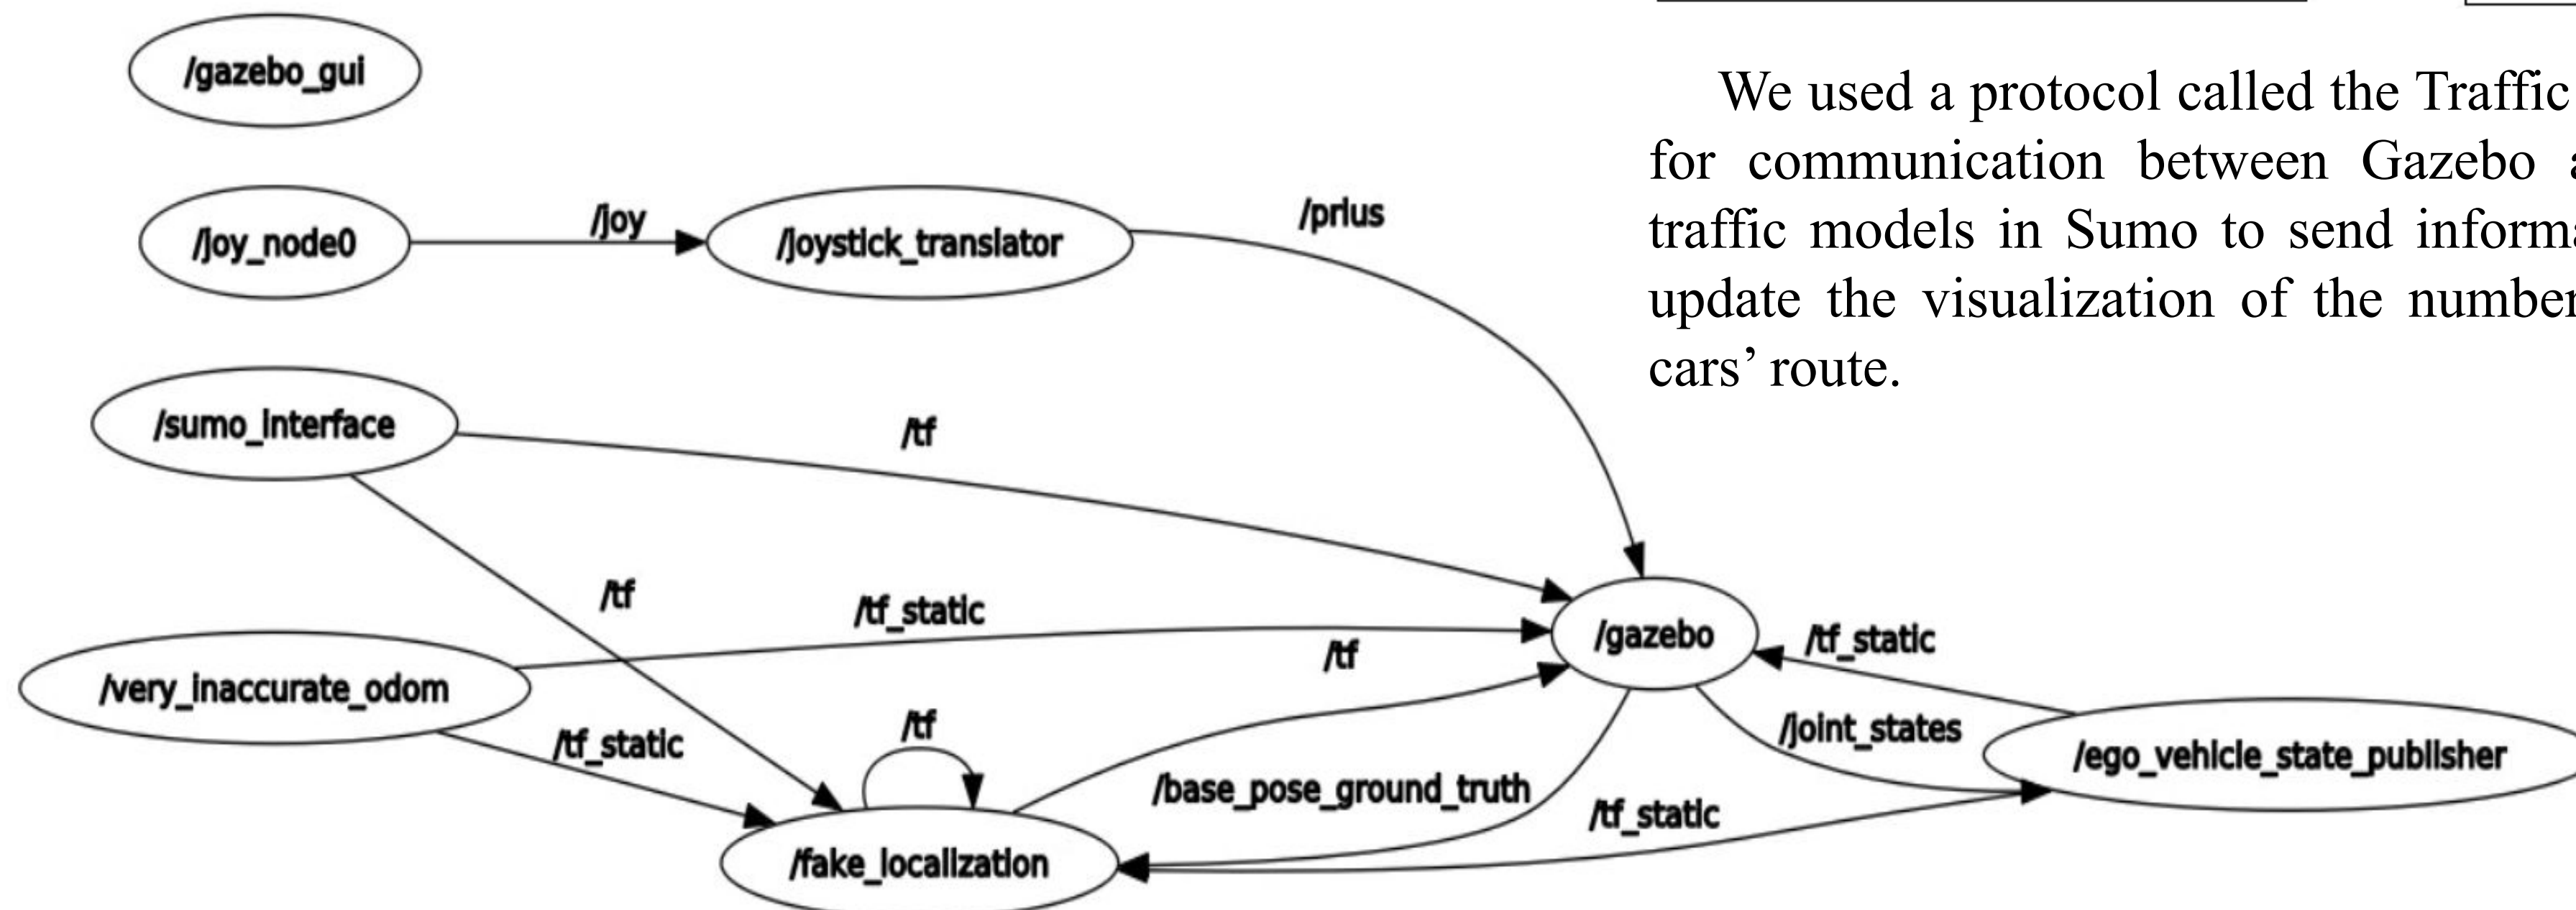 /gazebo_gui
/joy_node0
/joy
/joystick_translator
/prius
/sumo_interface
/tf
/tf
/very_inaccurate_odom
/tf_static
/tf_static
/tf
/tf
/gazebo
/tf_static
/joint_states
/ego_vehicle_state_publisher
/base_pose_ground_truth
/tf_static
/fake_localization
We used a protocol called the Traffic
for communication between Gazebo a
traffic models in Sumo to send informa
update the visualization of the number
cars’ route.